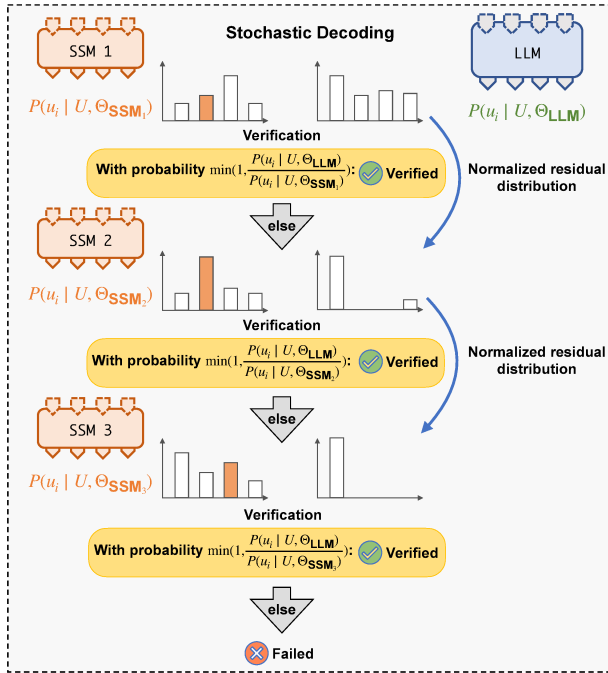 Stochastic Decoding
SSM 1
LLM
P(u_i | U, Θ_SSM₁)
P(u_i | U, Θ_LLM)
Verification
With probability min(1, P(u_i | U, Θ_LLM) / P(u_i | U, Θ_SSM₁)): Verified
Normalized residual
distribution
else
SSM 2
P(u_i | U, Θ_SSM₂)
Verification
With probability min(1, P(u_i | U, Θ_LLM) / P(u_i | U, Θ_SSM₂)): Verified
Normalized residual
distribution
else
SSM 3
P(u_i | U, Θ_SSM₃)
Verification
With probability min(1, P(u_i | U, Θ_LLM) / P(u_i | U, Θ_SSM₃)): Verified
else
Failed